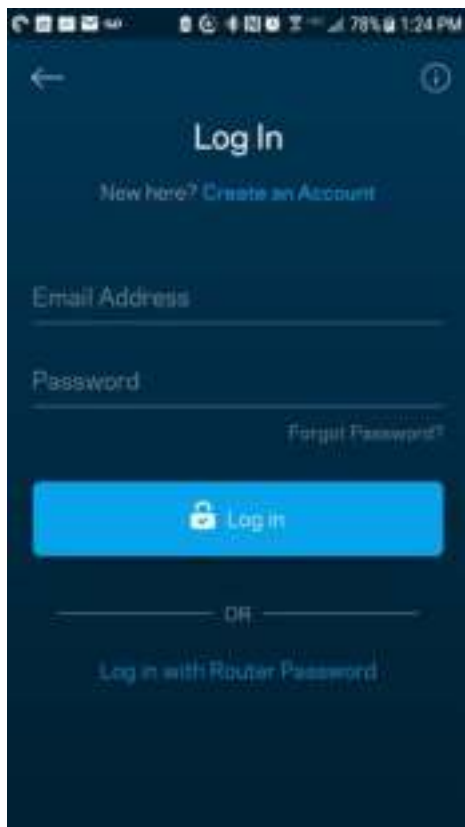 78% 1:24 PM
Log In
New here? Create an Account
Email Address
Password
Forgot Password?
Log in
OR
Log in with Router Password